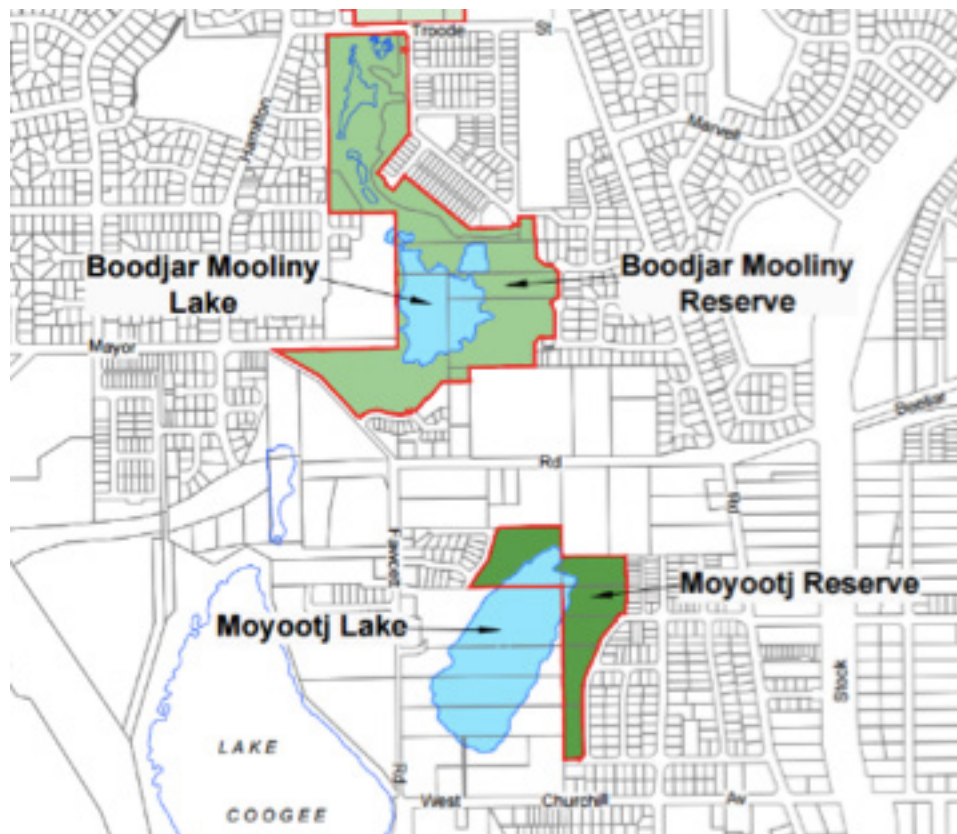 Troode St
Hamilton
Marvell
Boodjar Mooliny
Lake
Boodjar Mooliny
Reserve
Mayor
Beeliar
Rd
Rd
Fawcett
Moyootj Reserve
Moyootj Lake
Stock
LAKE
COOGEE
Rd
West Churchill Av